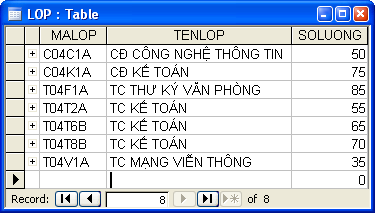 LOP : Table
MALOP TENLOP SOLUONG
C04C1A CĐ CÔNG NGHỆ THÔNG TIN 50
C04K1A CĐ KẾ TOÁN 75
T04F1A TC THƯ KÝ VĂN PHÒNG 85
T04T2A TC KẾ TOÁN 55
T04T6B TC KẾ TOÁN 65
T04T8B TC KẾ TOÁN 70
T04V1A TC MẠNG VIỄN THÔNG 35
0
Record: 8 of 8